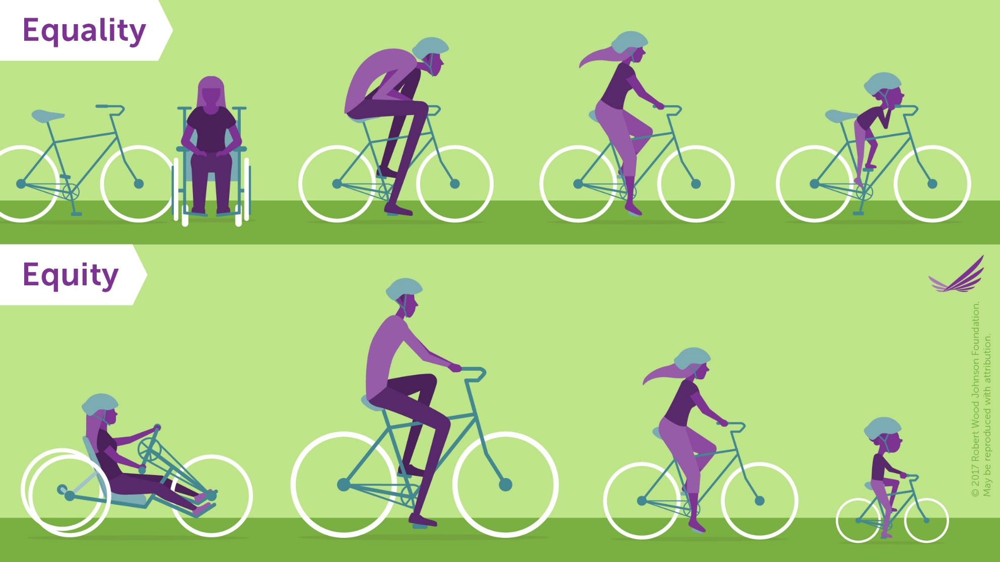 Equality
Equity
© 2017 Robert Wood Johnson Foundation.
May be reproduced with attribution.